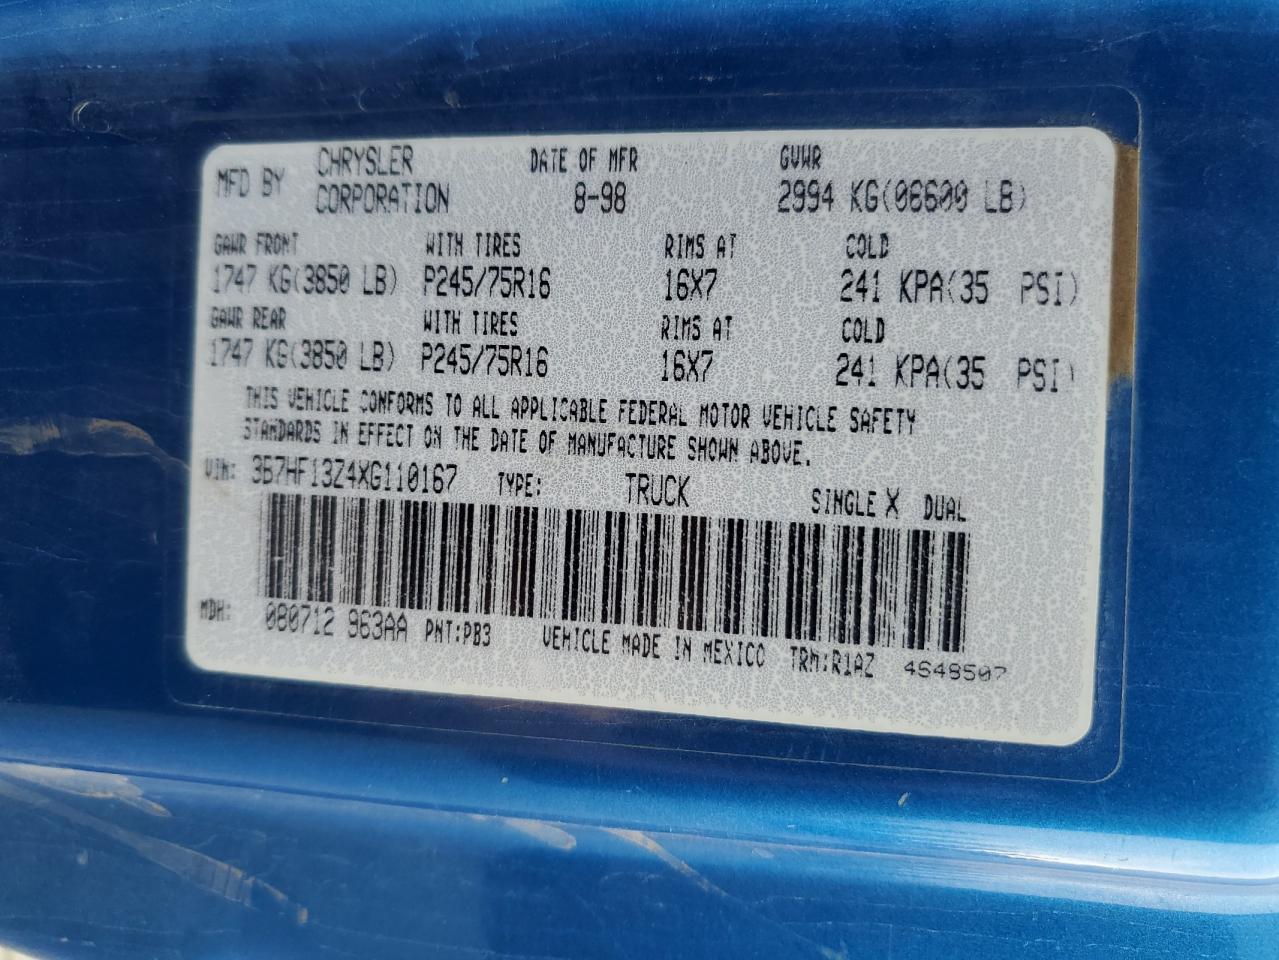 MFD BY CHRYSLER CORPORATION DATE OF MFR 8-98 GVWR 2994 KG(06600 LB)
GAWR FRONT WITH TIRES RIMS AT COLD
1747 KG(3850 LB) P245/75R16 16X7 241 KPA(35 PSI)
GAWR REAR WITH TIRES RIMS AT COLD
1747 KG(3850 LB) P245/75R16 16X7 241 KPA(35 PSI)
THIS VEHICLE CONFORMS TO ALL APPLICABLE FEDERAL MOTOR VEHICLE SAFETY
STANDARDS IN EFFECT ON THE DATE OF MANUFACTURE SHOWN ABOVE.
VIN: 3B7HF13Z4XG110167 TYPE: TRUCK SINGLE X DUAL
MDH: 080712 963AA PNT:PB3 VEHICLE MADE IN MEXICO TRM:R1AZ 4648507